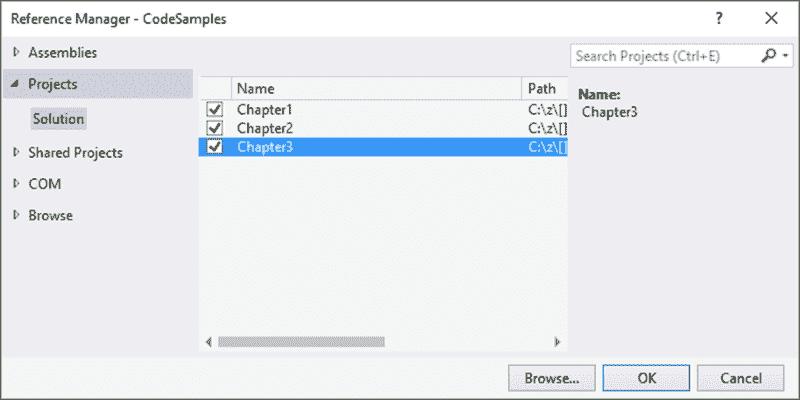 Reference Manager - CodeSamples
?
Assemblies
Projects
Solution
Shared Projects
COM
Browse
Name Path
Chapter1 C:\z\[]
Chapter2 C:\z\[]
Chapter3 C:\z\[]
Search Projects (Ctrl+E)
Name:
Chapter3
Browse... OK Cancel